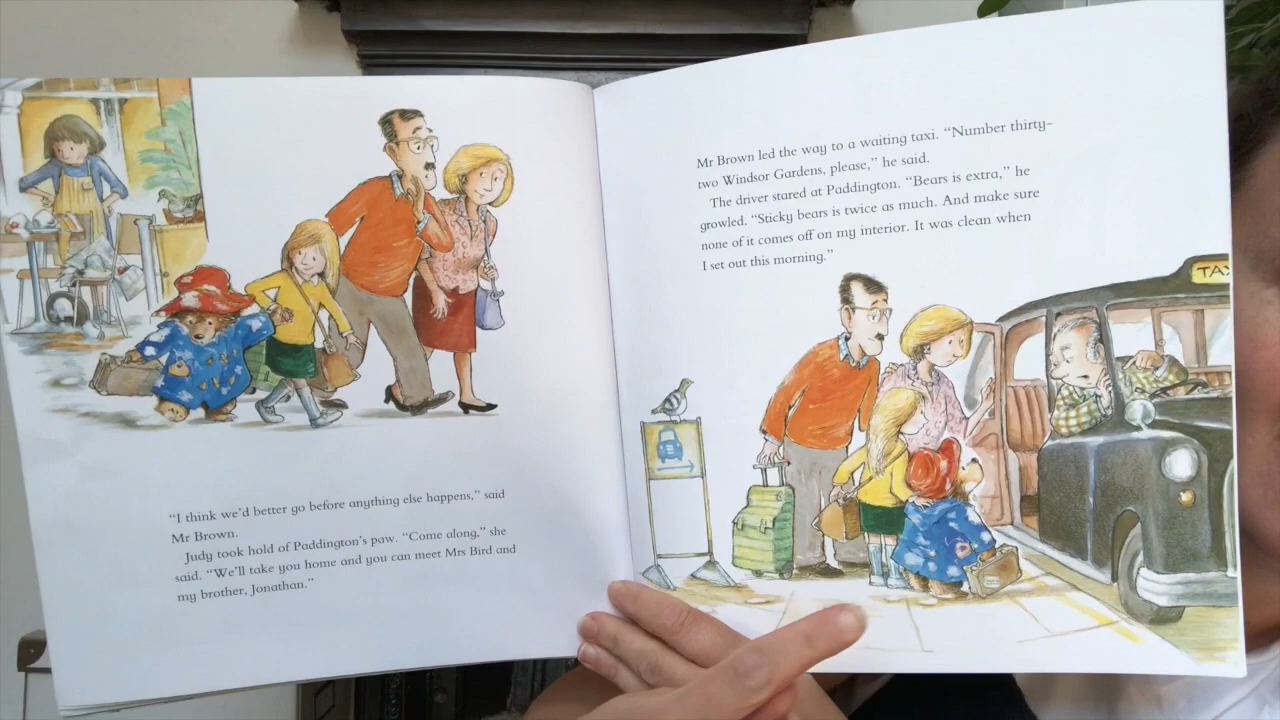 “I think we’d better go before anything else happens,” said
Mr Brown.
Judy took hold of Paddington’s paw. “Come along,” she
said. “We’ll take you home and you can meet Mrs Bird and
my brother, Jonathan.”
Mr Brown led the way to a waiting taxi. “Number thirty-
two Windsor Gardens, please,” he said.
The driver stared at Paddington. “Bears is extra,” he
growled. “Sticky bears is twice as much. And make sure
none of it comes off on my interior. It was clean when
I set out this morning.”
TAX